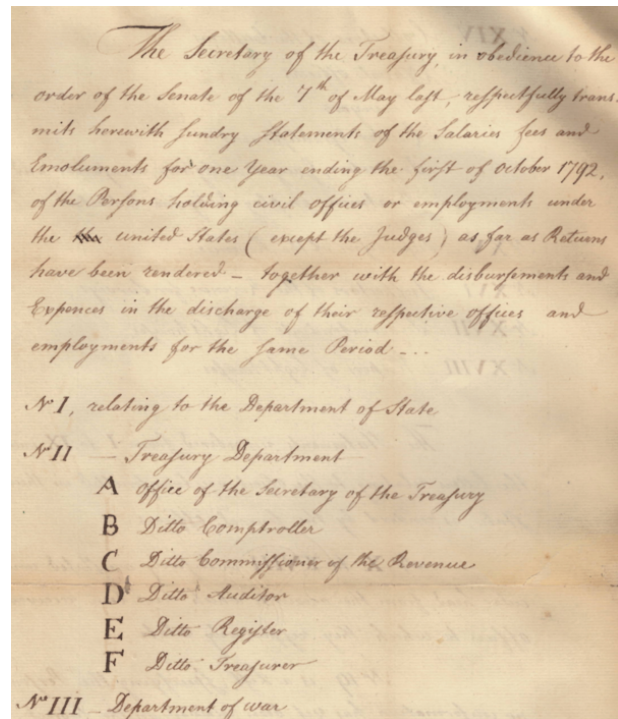 The Secretary of the Treasury, in obedience to the
order of the Senate of the 7th of May last, respectfully trans-
mits herewith sundry statements of the Salaries fees and
Emoluments for one Year ending the first of October 1792,
of the Persons holding civil offices or employments under
the united States (except the Judges) as far as Returns
have been rendered – together with the disbursements and
Expences in the discharge of their respective offices and
employments for the same Period - ..
No I, relating to the Department of State
No II – Treasury Department
A office of the Secretary of the Treasury
B Ditto Comptroller
C Ditto Commissioner of the Revenue
D Ditto Auditor
E Ditto Register
F Ditto Treasurer
No III – Department of war